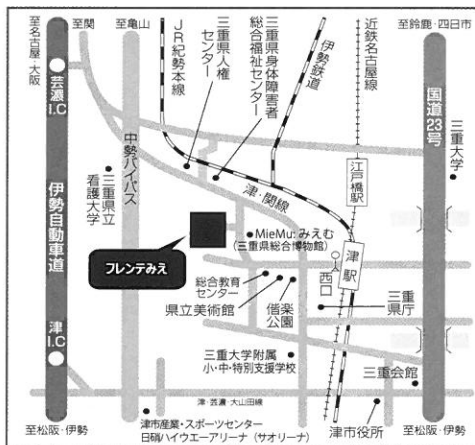 至名古屋・大阪
至関
至亀山
JR紀勢本線
三重県人権
センター
三重県身体障害者
総合福祉センター
伊勢鉄道
近鉄名古屋線
至鈴鹿・四日市
芸濃
I.C
国道23号
三重大学
中勢バイパス
三重県立
看護大学
伊勢自動車道
江戸橋駅
津・関線
MieMu:みえむ
(三重県総合博物館)
フレンテみえ
津駅
西口
総合教育
センター
県立美術館
偕楽
公園
三重
県庁
津
I.C
三重大学附属
小・中・特別支援学校
三重会館
津・芸濃・大山田線
至松阪・伊勢
津市産業・スポーツセンター
日硝ハイウエーアリーナ(サオリーナ)
津市役所
至松阪・伊勢